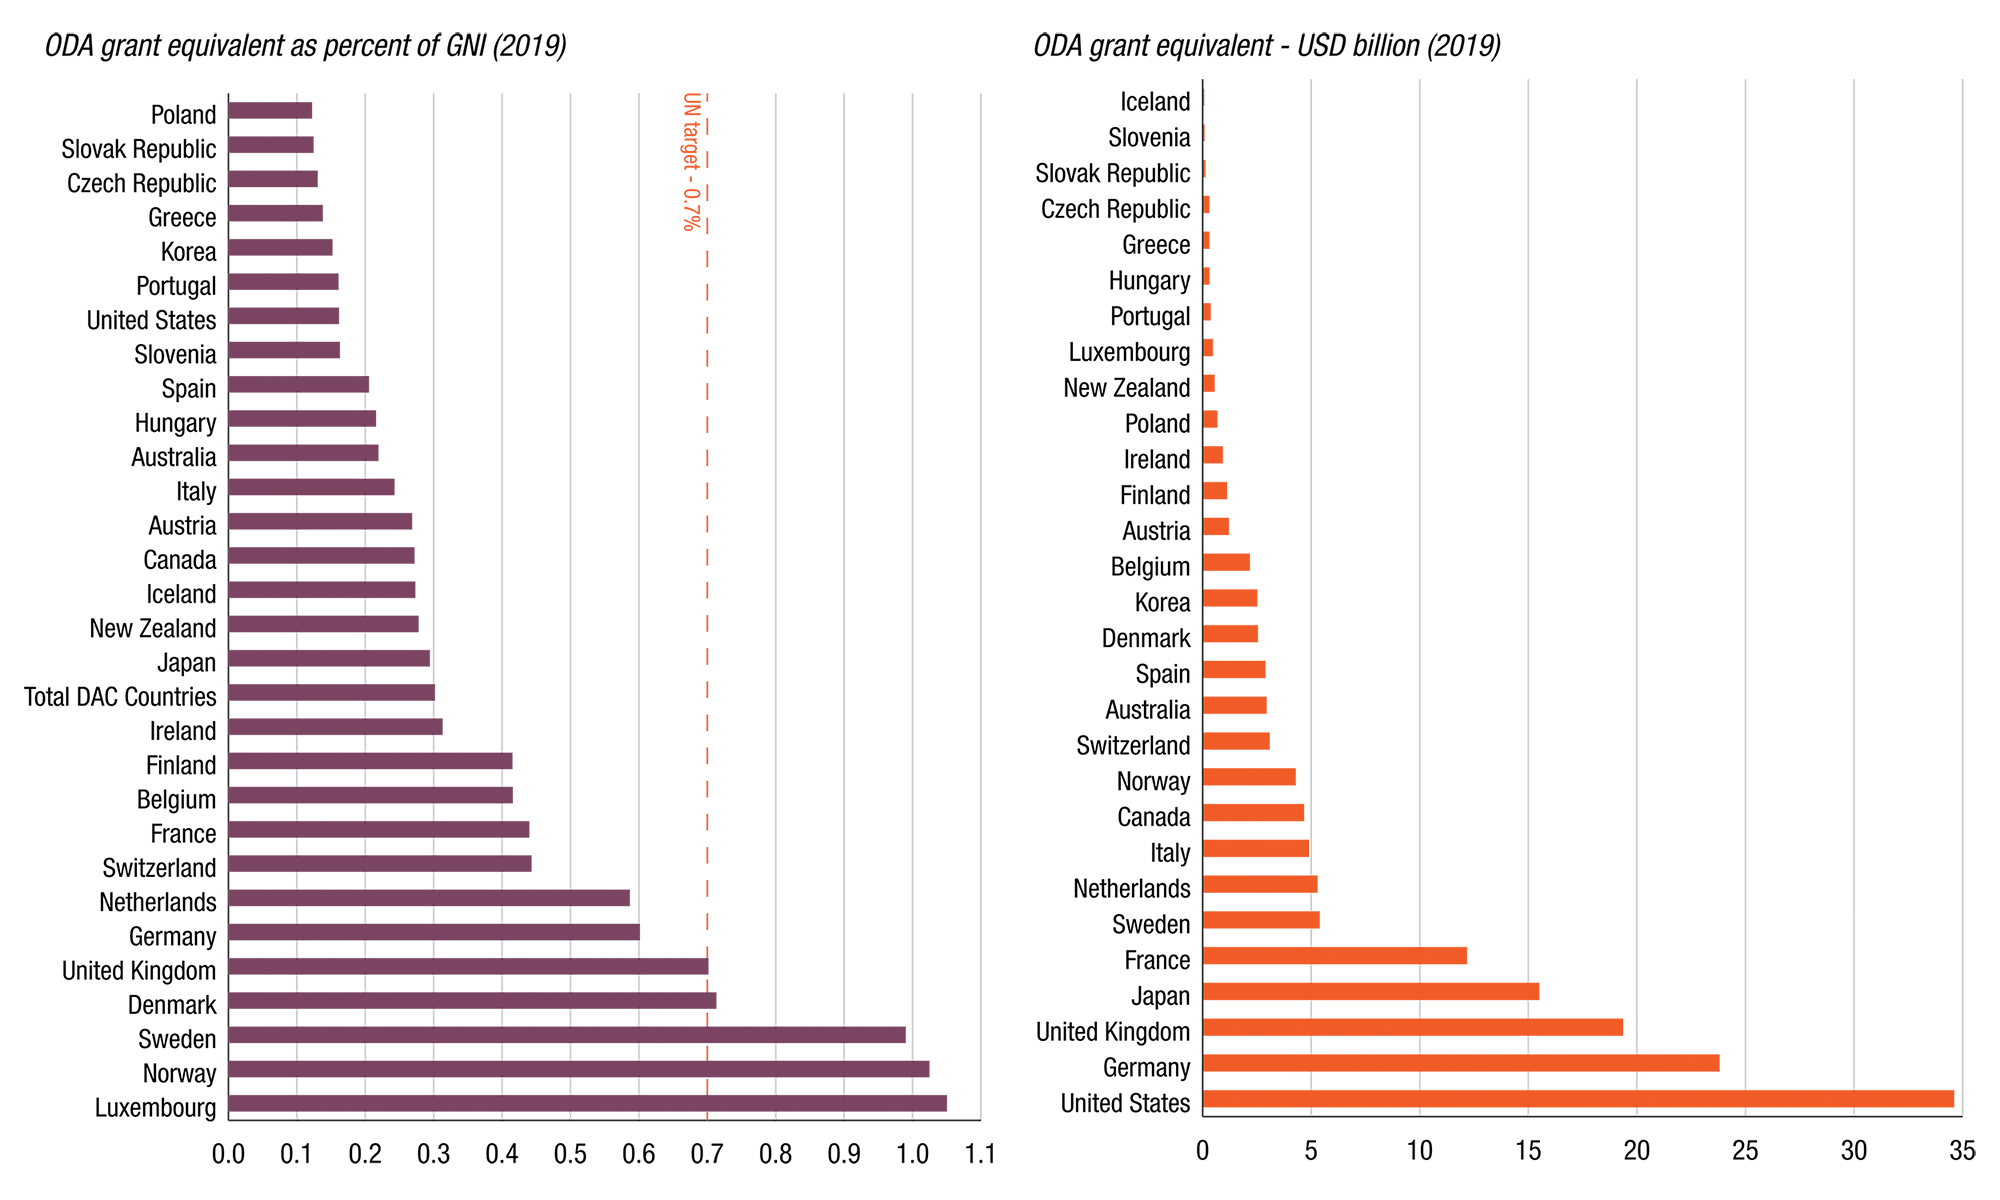 ODA grant equivalent as percent of GNI (2019)
UN target - 0.7%
Poland
Slovak Republic
Czech Republic
Greece
Korea
Portugal
United States
Slovenia
Spain
Hungary
Australia
Italy
Austria
Canada
Iceland
New Zealand
Japan
Total DAC Countries
Ireland
Finland
Belgium
France
Switzerland
Netherlands
Germany
United Kingdom
Denmark
Sweden
Norway
Luxembourg
0.0 0.1 0.2 0.3 0.4 0.5 0.6 0.7 0.8 0.9 1.0 1.1
ODA grant equivalent - USD billion (2019)
Iceland
Slovenia
Slovak Republic
Czech Republic
Greece
Hungary
Portugal
Luxembourg
New Zealand
Poland
Ireland
Finland
Austria
Belgium
Korea
Denmark
Spain
Australia
Switzerland
Norway
Canada
Italy
Netherlands
Sweden
France
Japan
United Kingdom
Germany
United States
0 5 10 15 20 25 30 35